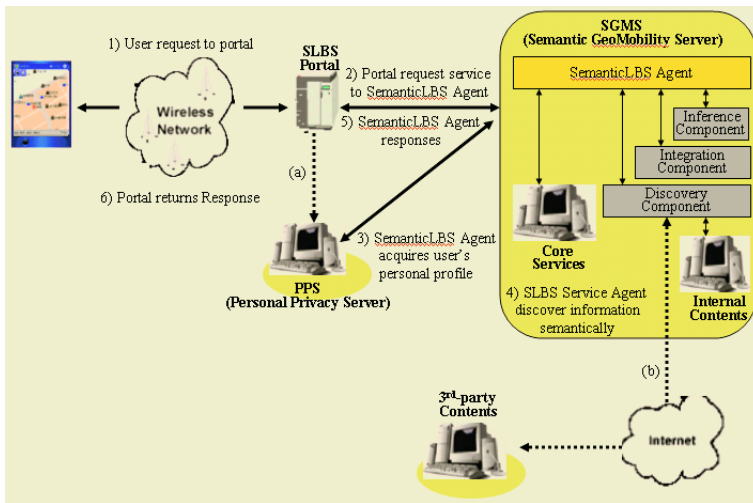 SGMS
(Semantic GeoMobility Server)
1) User request to portal
SLBS
Portal
SemanticLBS Agent
2) Portal request service
to SemanticLBS Agent
Wireless
Network
5) SemanticLBS Agent
responses
Inference
Component
Integration
Component
(a)
6) Portal returns Response
Discovery
Component
3) SemanticLBS Agent
acquires user's
personal profile
Core
Services
PPS
(Personal Privacy Server)
4) SLBS Service Agent
discover information
semantically
Internal
Contents
(b)
3rd-party
Contents
Internet